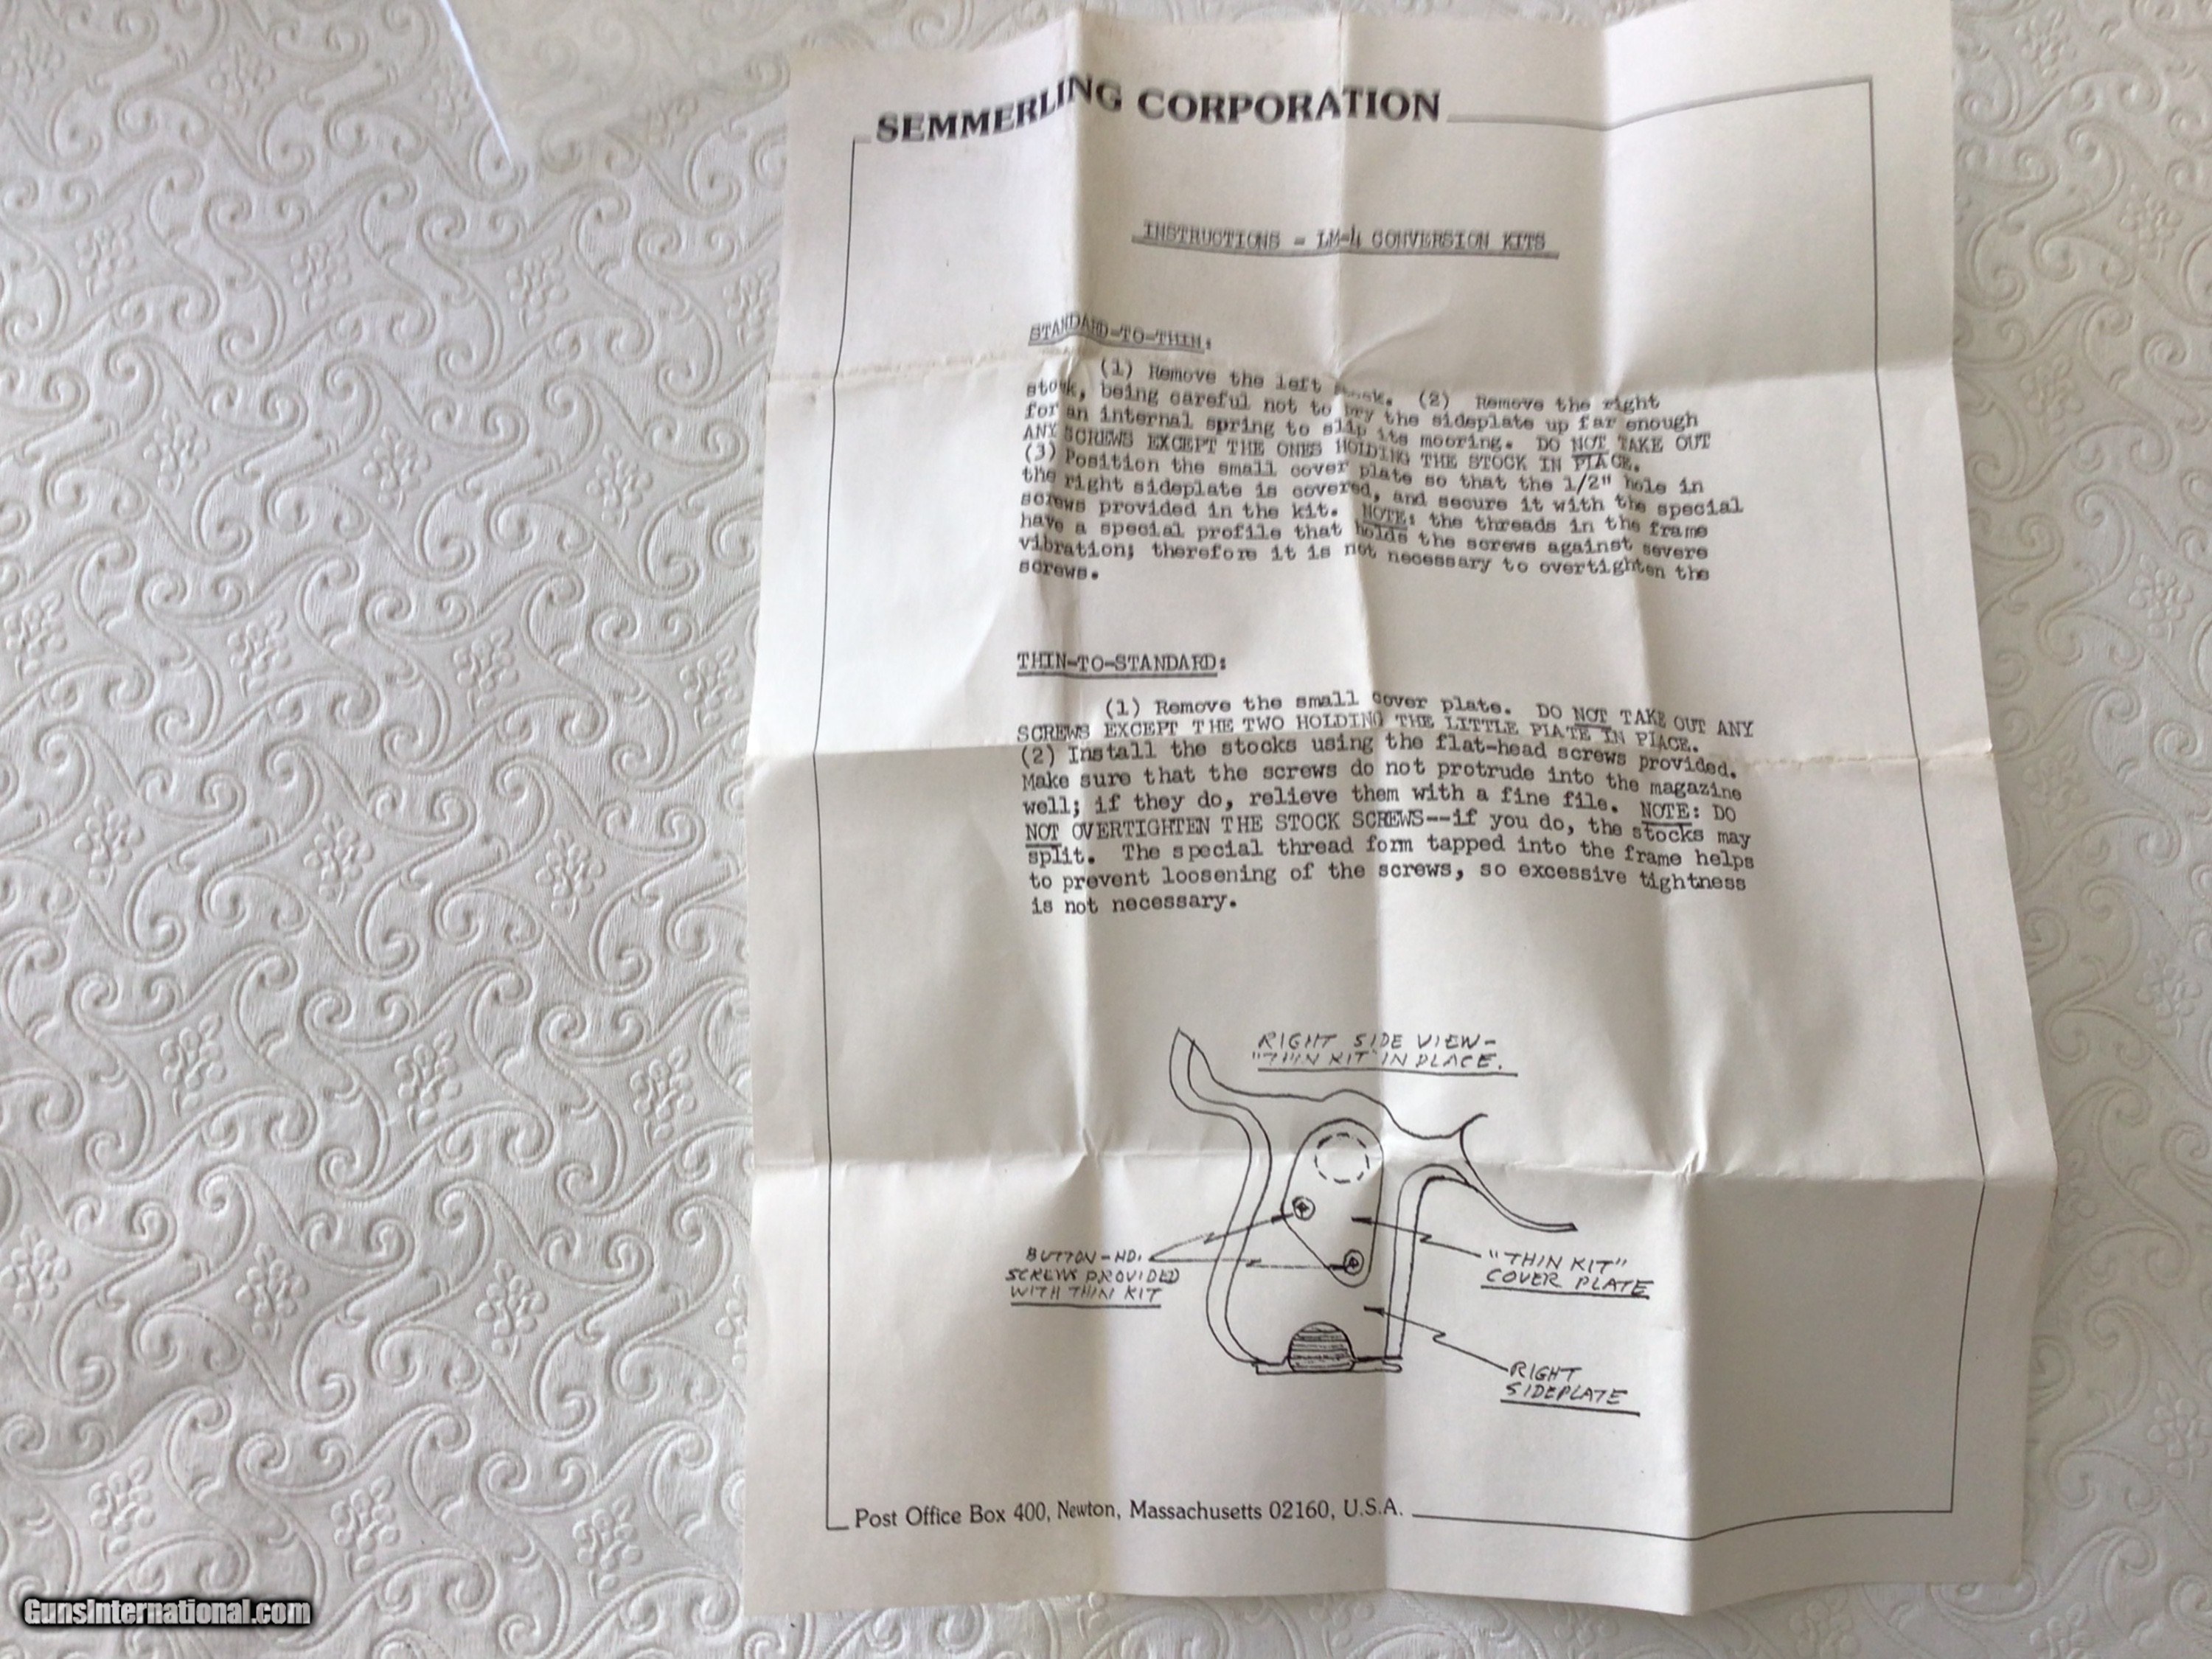 SEMMERLING CORPORATION
INSTRUCTIONS - LM-4 CONVERSION KITS
STANDARD-TO-THIN:
(1) Remove the left stock. (2) Remove the right
stock, being careful not to pry the sideplate up far enough
for an internal spring to slip its mooring. DO NOT TAKE OUT
ANY SCREWS EXCEPT THE ONES HOLDING THE STOCK IN PLACE.
(3) Position the small cover plate so that the 1/2" hole in
the right sideplate is covered, and secure it with the special
screws provided in the kit. NOTE: the threads in the frame
have a special profile that holds the screws against severe
vibration; therefore it is not necessary to overtighten the
screws.
THIN-TO-STANDARD:
(1) Remove the small cover plate. DO NOT TAKE OUT ANY
SCREWS EXCEPT THE TWO HOLDING THE LITTLE PLATE IN PLACE.
(2) Install the stocks using the flat-head screws provided.
Make sure that the screws do not protrude into the magazine
well; if they do, relieve them with a fine file. NOTE: DO
NOT OVERTIGHTEN THE STOCK SCREWS--if you do, the stocks may
split. The special thread form tapped into the frame helps
to prevent loosening of the screws, so excessive tightness
is not necessary.
RIGHT SIDE VIEW-
"THIN KIT" IN PLACE.
BUTTON-HD.
SCREWS PROVIDED
WITH THIN KIT
"THIN KIT"
COVER PLATE
RIGHT
SIDEPLATE
Post Office Box 400, Newton, Massachusetts 02160, U.S.A.
GunsInternational.com